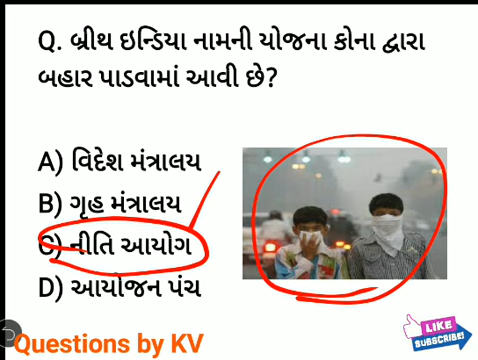 Q. બ્રીથ ઇન્ડિયા નામની યોજના કોના દ્વારા
બહાર પાડવામાં આવી છે?
A) વિદેશ મંત્રાલય
B) ગૃહ મંત્રાલય
C) નીતિ આયોગ
D) આયોજન પંચ
LIKE
SUBSCRIBE!
Questions by KV